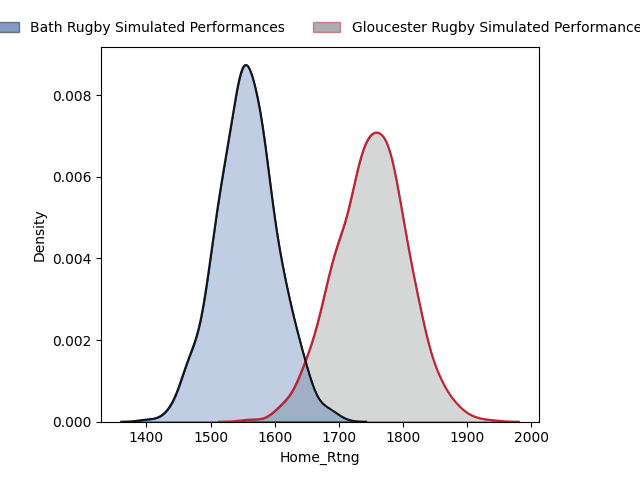 Bath Rugby Simulated Performances
Gloucester Rugby Simulated Performance
0.008
0.006
0.004
0.002
0.000
Density
1400 1500 1600 1700 1800 1900 2000
Home_Rtng